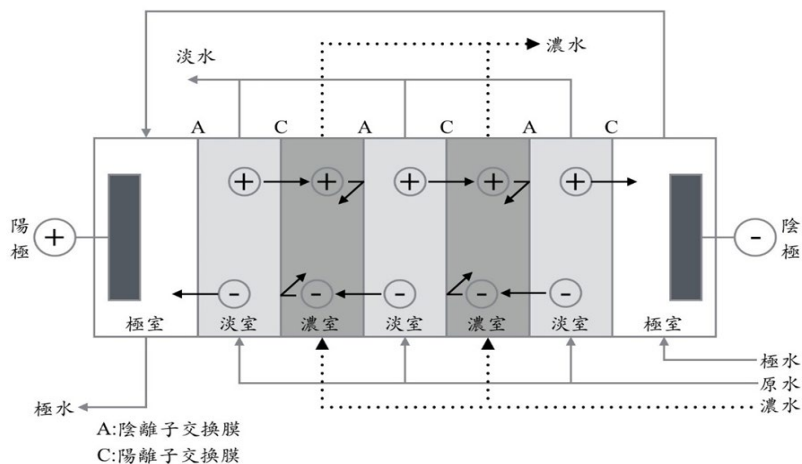 濃水
淡水
A C A C A C
+ + + +
陽極
陰極
-
- - -
極室 淡室 濃室 淡室 濃室 淡室 極室
極水
原水
極水
濃水
A:陰離子交換膜
C:陽離子交換膜